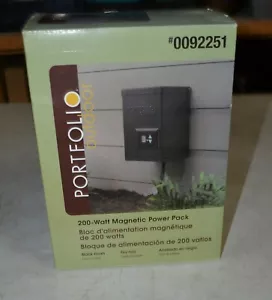 #0092251
PORTFOLIO
OUTDOOR
200-Watt Magnetic Power Pack
Bloc d'alimentation magnétique
de 200 watts
Bloque de alimentación de 200 vatios